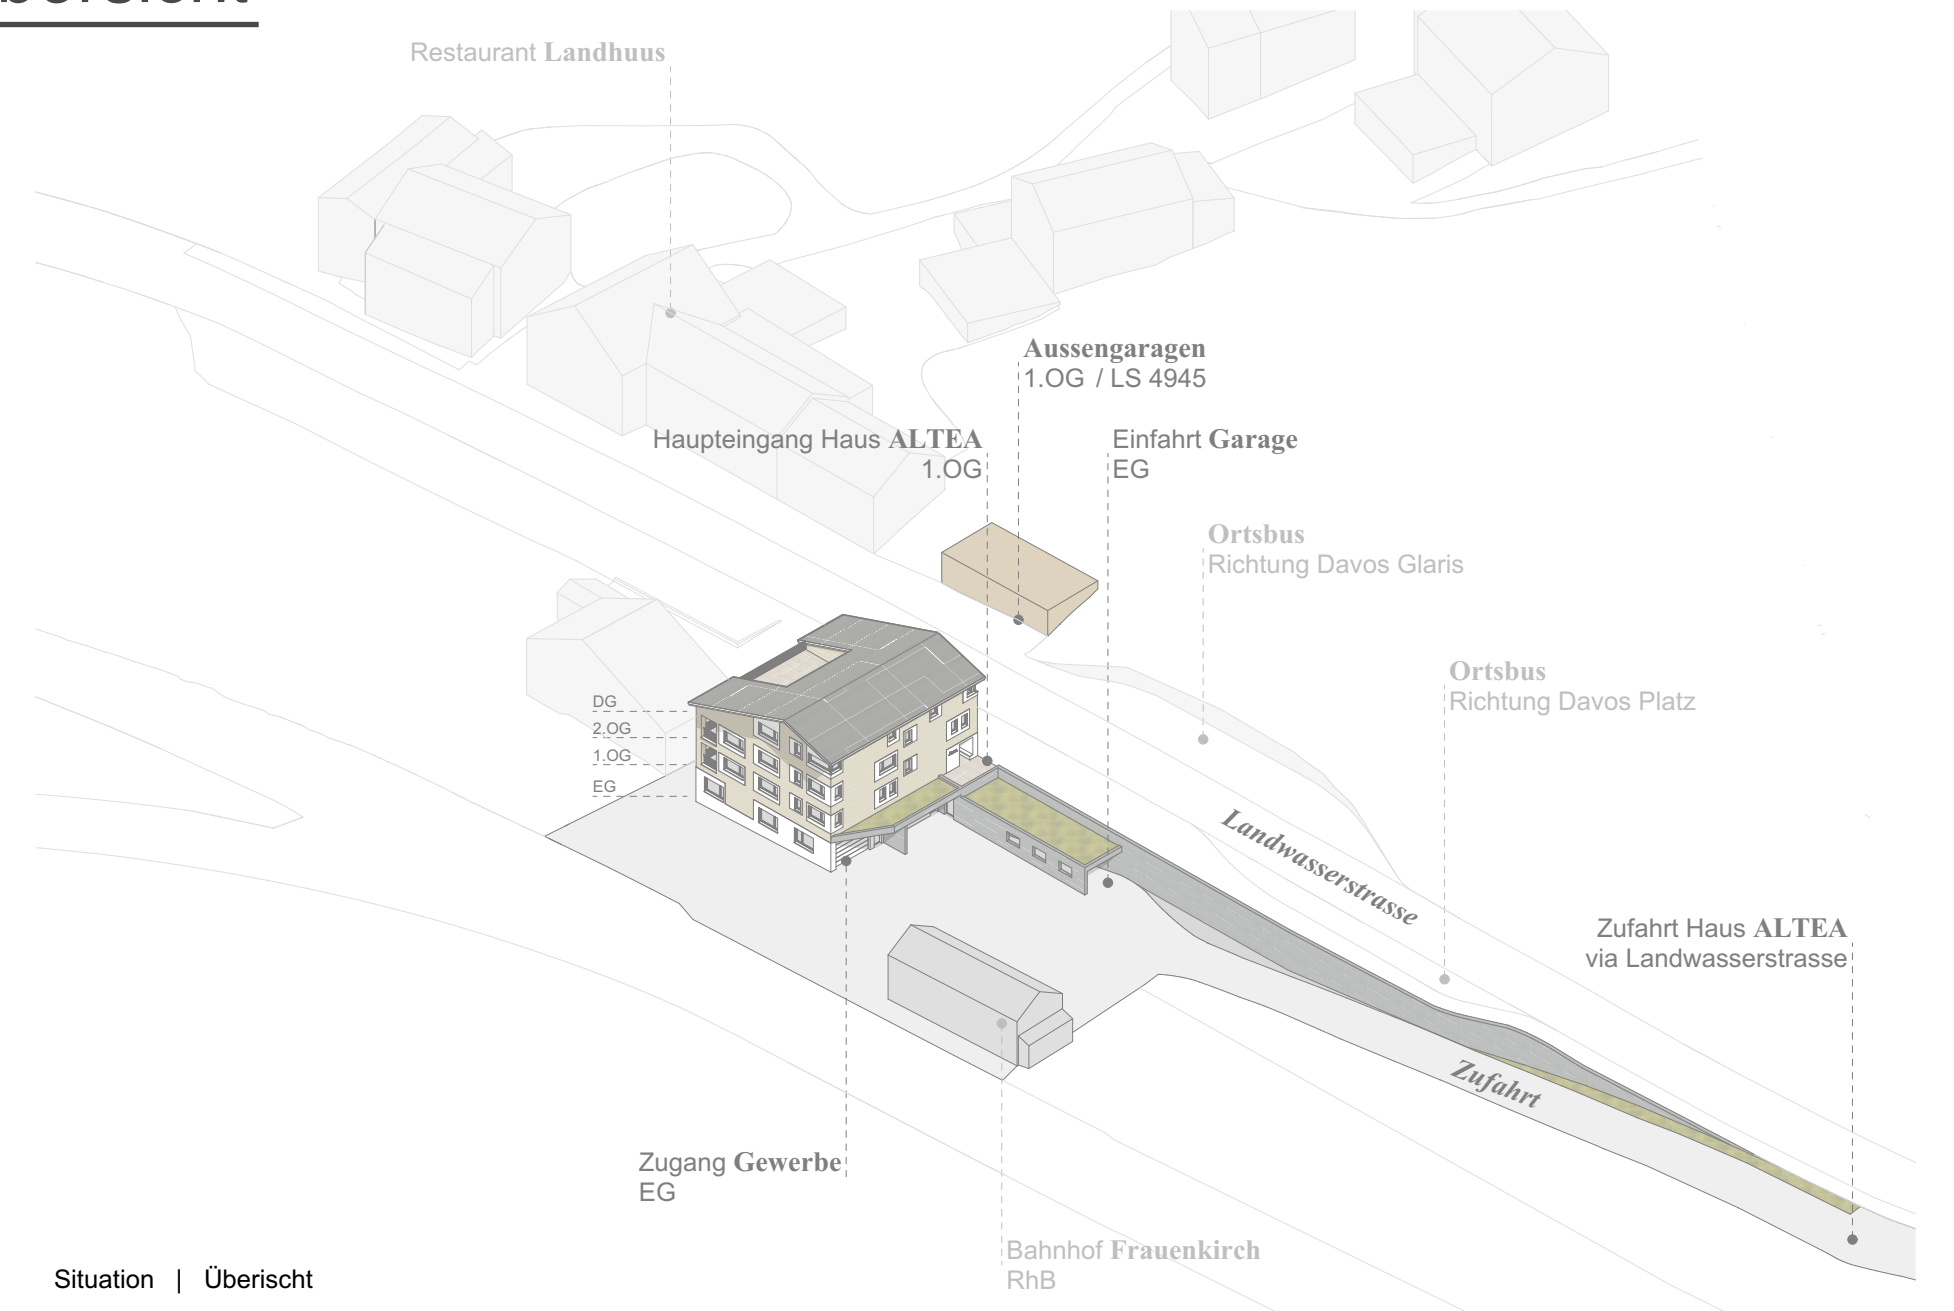 Restaurant Landhuus
Aussengaragen
1.OG / LS 4945
Haupteingang Haus ALTEA
1.OG
Einfahrt Garage
EG
Ortsbus
Richtung Davos Glaris
Ortsbus
Richtung Davos Platz
DG
2.OG
1.OG
EG
Landwasserstrasse
Zufahrt Haus ALTEA
via Landwasserstrasse
Zufahrt
Zugang Gewerbe
EG
Bahnhof Frauenkirch
RhB
Situation | Überischt